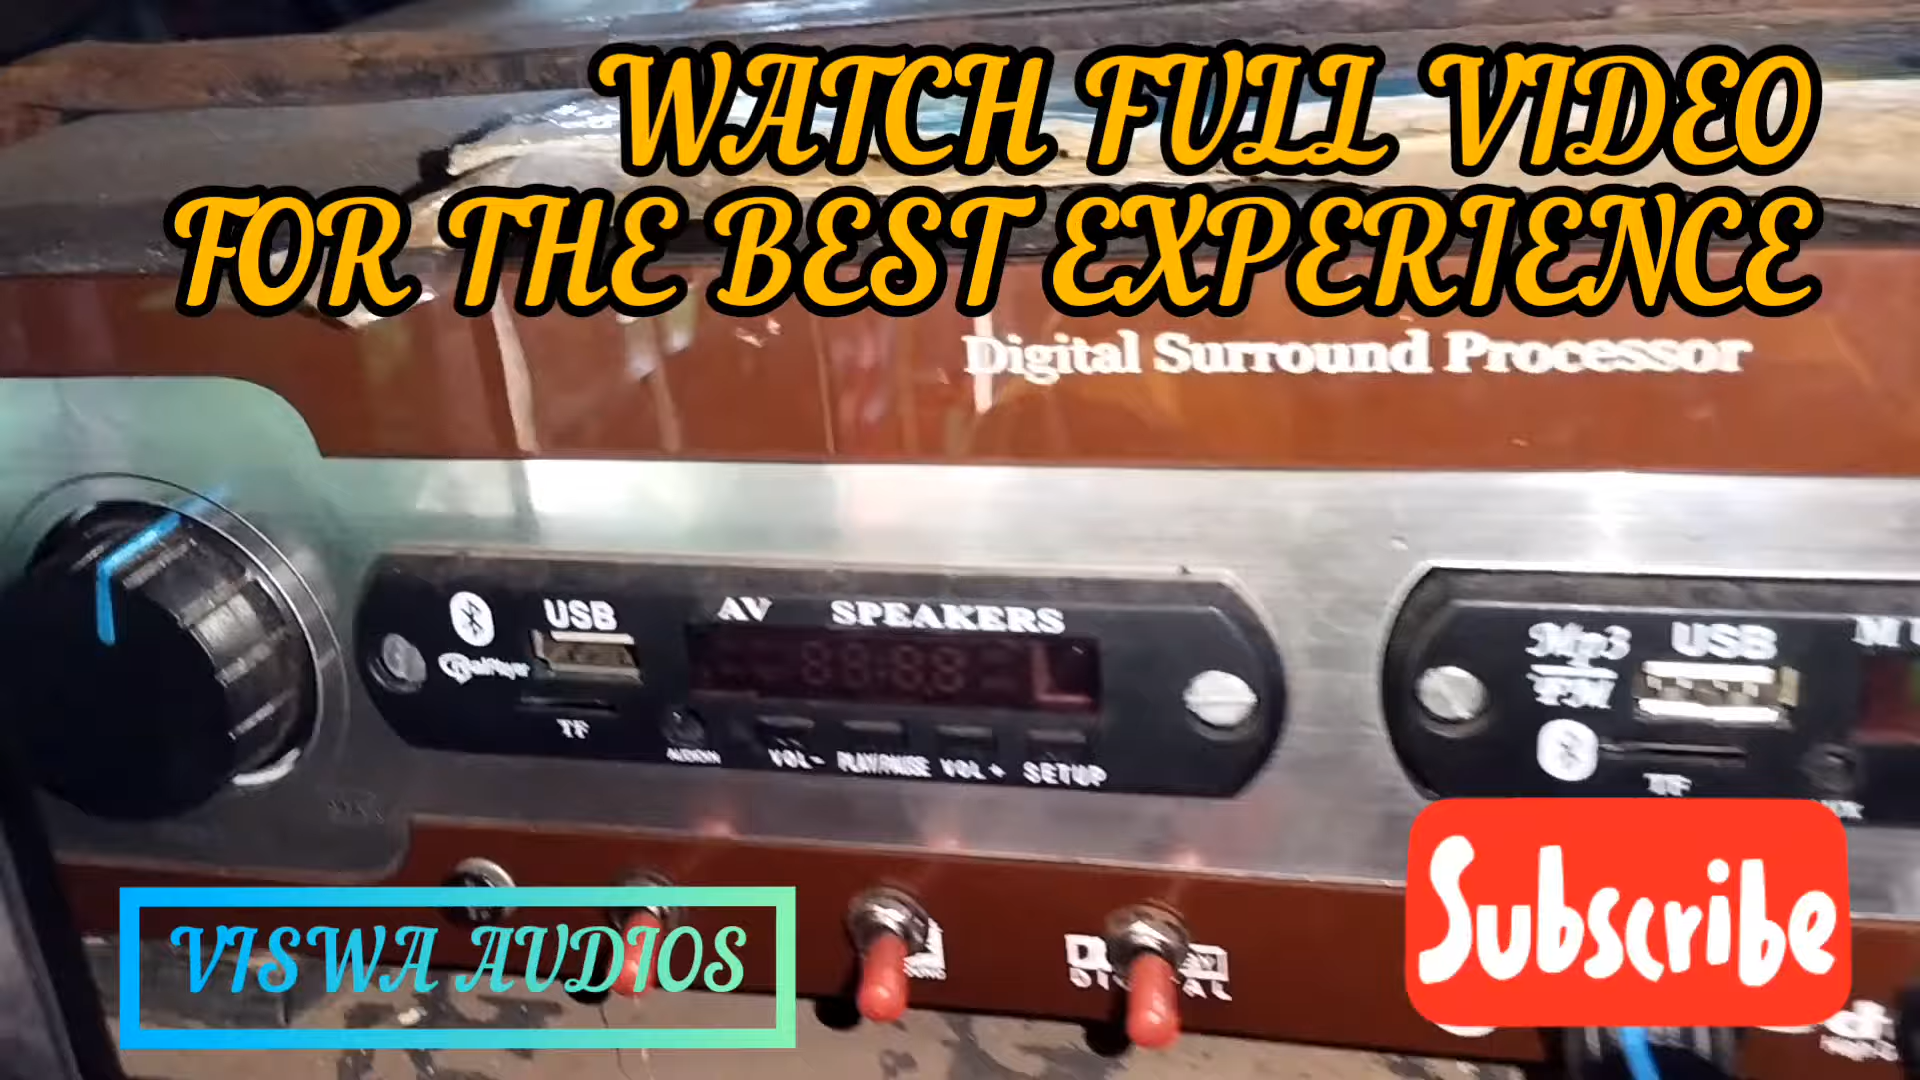 WATCH FULL VIDEO
FOR THE BEST EXPERIENCE
Digital Surround Processor
USB
AV SPEAKERS
TF
VOL- PLAY/PAUSE VOL+ SETUP
Mp3
FM
USB
TF
VISWA AUDIOS
DIGITAL
Subscribe